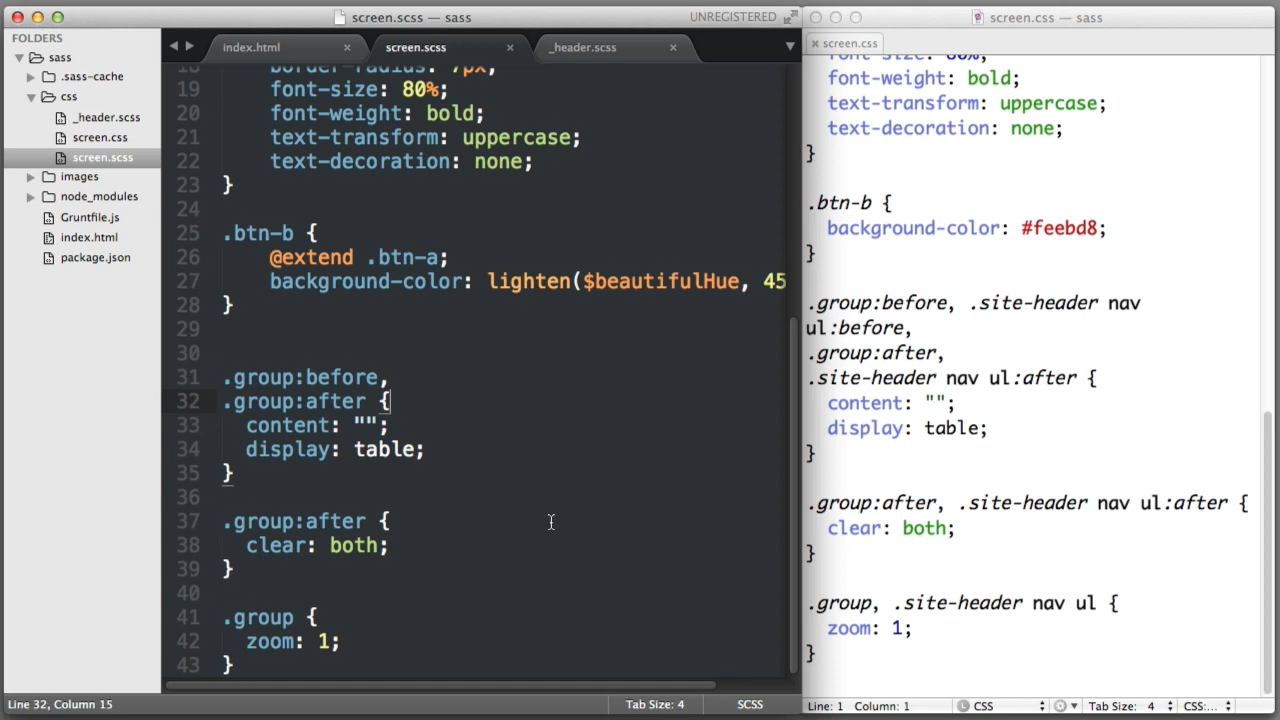 screen.scss — sass
UNREGISTERED
FOLDERS
sass
.sass-cache
css
_header.scss
screen.css
screen.scss
images
node_modules
Gruntfile.js
index.html
package.json
index.html
screen.scss
_header.scss
18 border-radius: 7px;
19 font-size: 80%;
20 font-weight: bold;
21 text-transform: uppercase;
22 text-decoration: none;
23 }
24
25 .btn-b {
26 @extend .btn-a;
27 background-color: lighten($beautifulHue, 45
28 }
29
30
31 .group:before,
32 .group:after {
33 content: "";
34 display: table;
35 }
36
37 .group:after {
38 clear: both;
39 }
40
41 .group {
42 zoom: 1;
43 }
Line 32, Column 15
Tab Size: 4
SCSS
screen.css — sass
screen.css
font-size: 80%;
font-weight: bold;
text-transform: uppercase;
text-decoration: none;
}
.btn-b {
background-color: #feebd8;
}
.group:before, .site-header nav
ul:before,
.group:after,
.site-header nav ul:after {
content: "";
display: table;
}
.group:after, .site-header nav ul:after {
clear: both;
}
.group, .site-header nav ul {
zoom: 1;
}
Line: 1 Column: 1
L CSS
Tab Size: 4
CSS:...